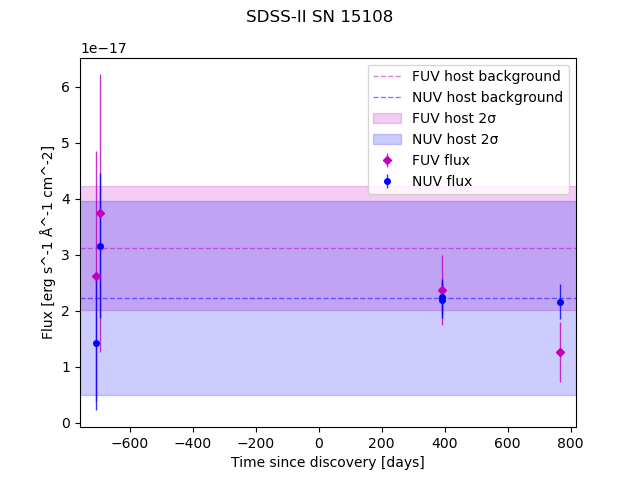 SDSS-II SN 15108
1e−17
FUV host background
NUV host background
FUV host 2σ
NUV host 2σ
FUV flux
NUV flux
6
5
4
3
2
1
0
Flux [erg s^-1 Å^-1 cm^-2]
−600 −400 −200 0 200 400 600 800
Time since discovery [days]